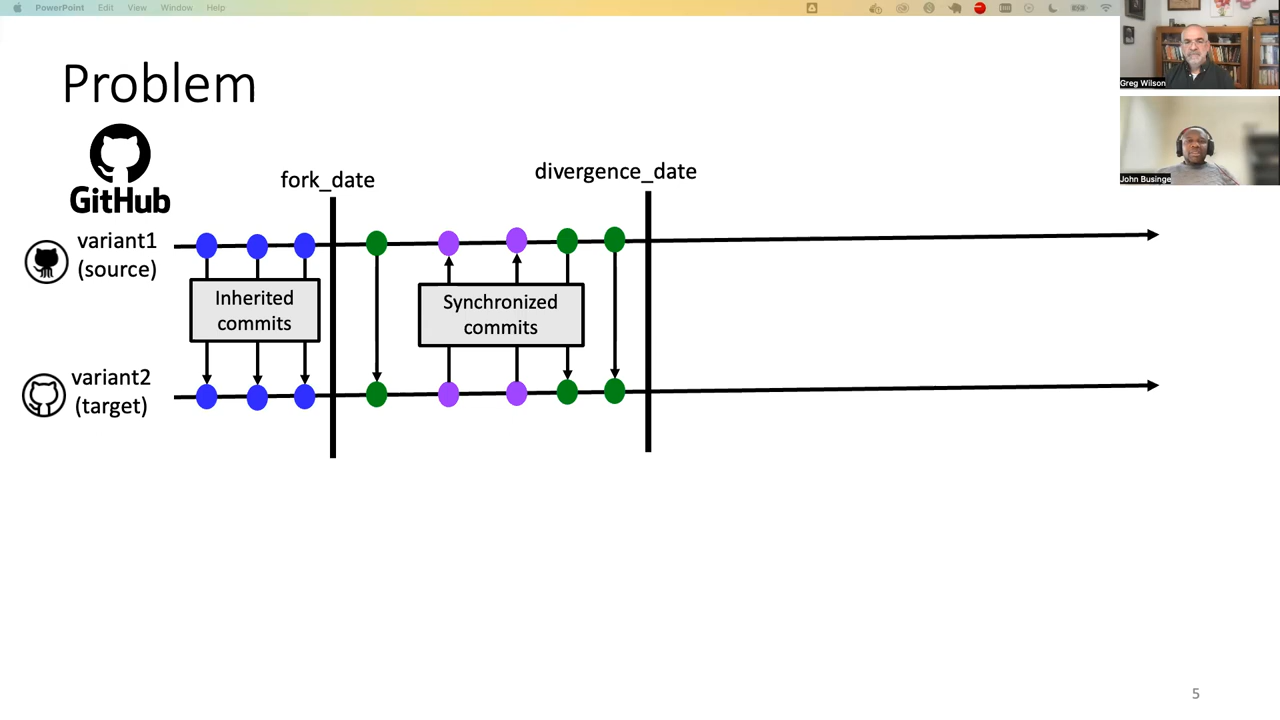 PowerPoint Edit View Window Help
Greg Wilson
John Businge
Problem
GitHub
fork_date
divergence_date
variant1
(source)
Inherited
commits
Synchronized
commits
variant2
(target)
5